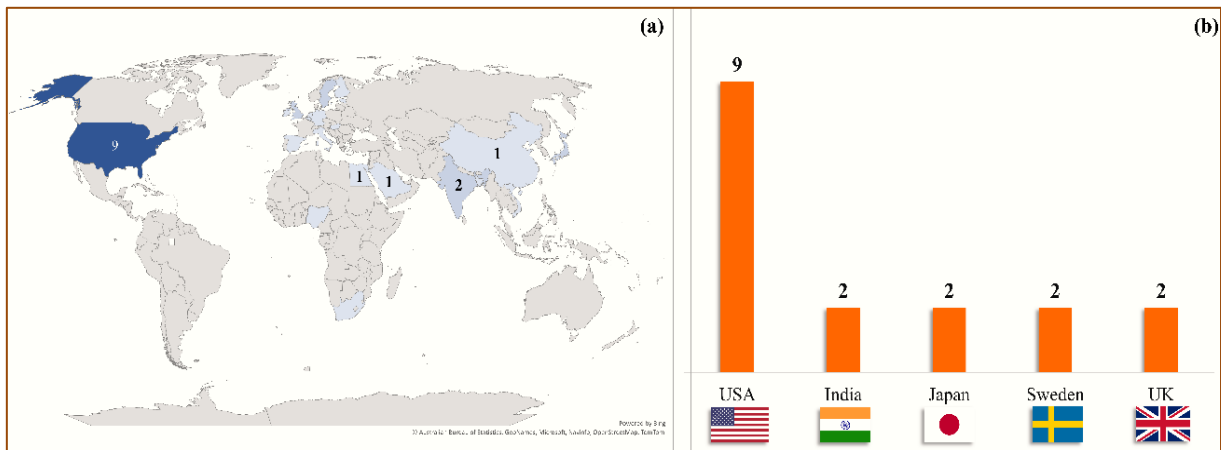 (a)
9
1
1
1
2
Powered by Bing
© Australian Bureau of Statistics, GeoNames, Microsoft, Navinfo, OpenStreetMap, TomTom
(b)
9
2
2
2
2
USA
India
Japan
Sweden
UK